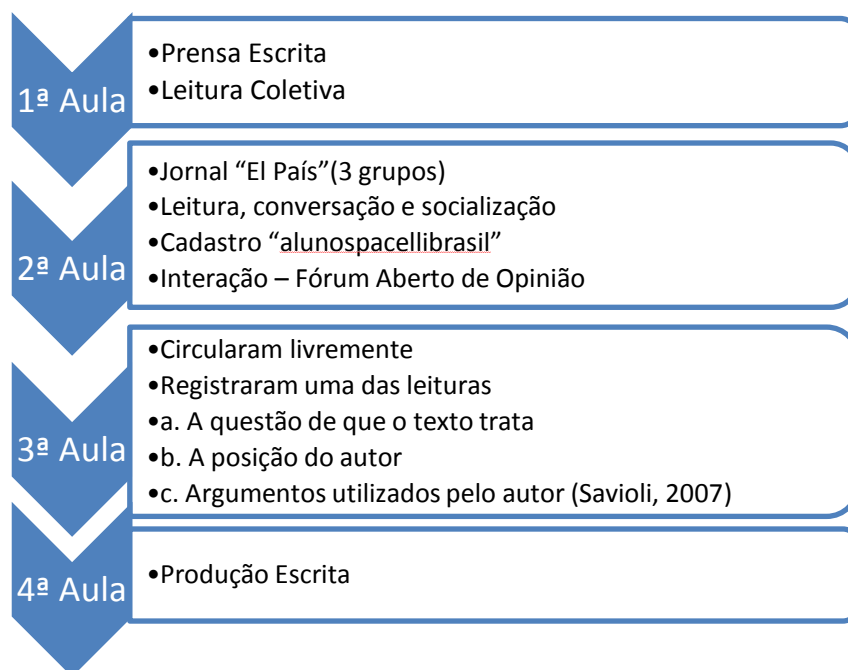 1ª Aula
•Prensa Escrita
•Leitura Coletiva
2ª Aula
•Jornal “El País”(3 grupos)
•Leitura, conversação e socialização
•Cadastro “alunospacellibrasil”
•Interação – Fórum Aberto de Opinião
3ª Aula
•Circularam livremente
•Registraram uma das leituras
•a. A questão de que o texto trata
•b. A posição do autor
•c. Argumentos utilizados pelo autor (Savioli, 2007)
4ª Aula
•Produção Escrita